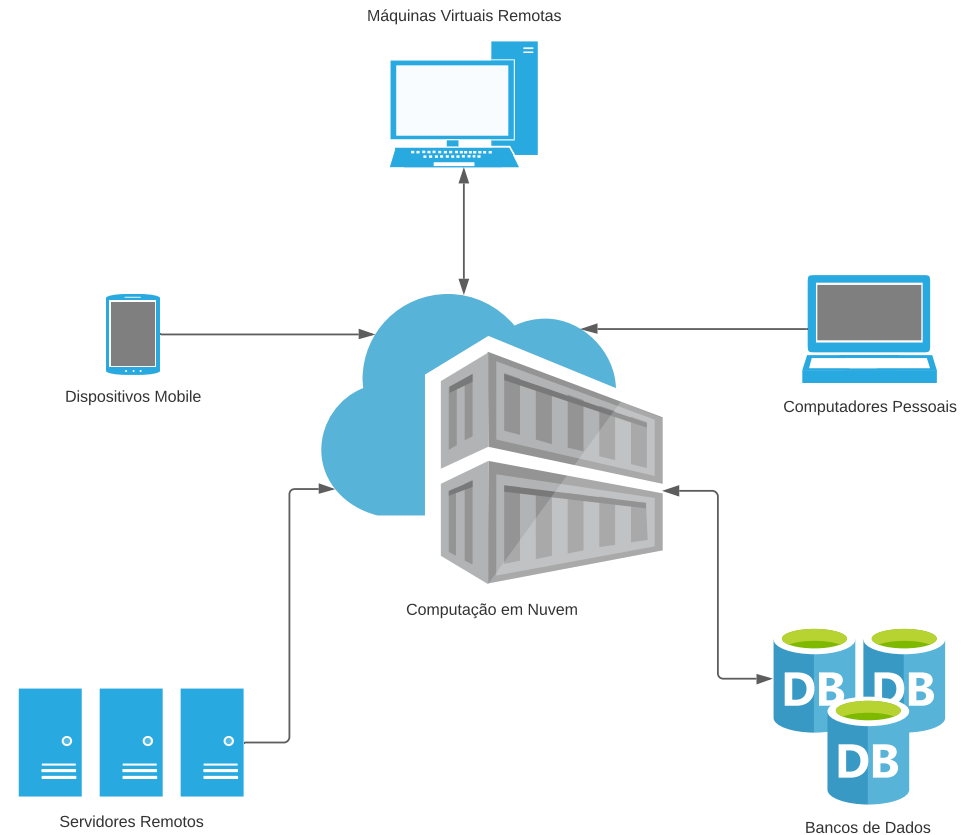 Máquinas Virtuais Remotas
Dispositivos Mobile
Computadores Pessoais
Computação em Nuvem
DB
DB
DB
Servidores Remotos
Bancos de Dados